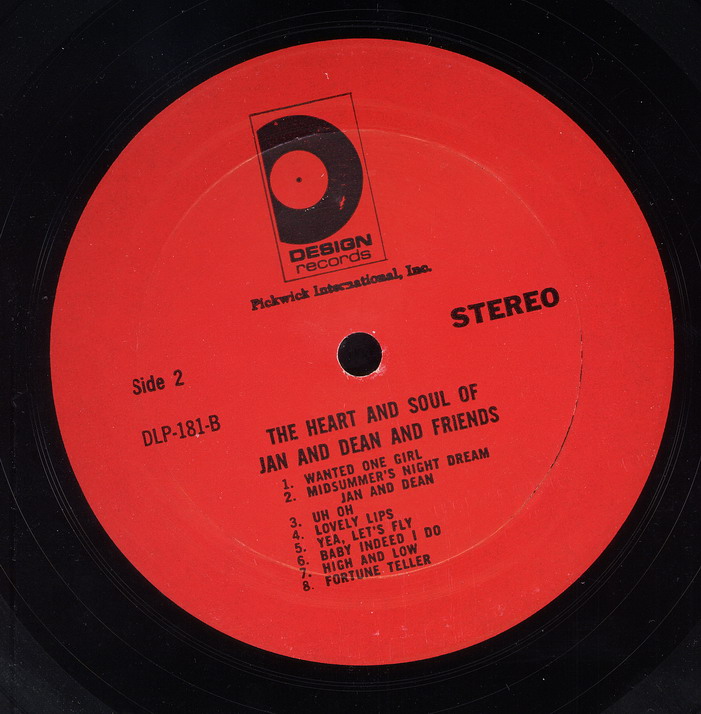 DESIGN
records
Pickwick International, Inc.
STEREO
Side 2
DLP-181-B
THE HEART AND SOUL OF
JAN AND DEAN AND FRIENDS
1. WANTED ONE GIRL
2. MIDSUMMER'S NIGHT DREAM
JAN AND DEAN
3. UH OH
4. LOVELY LIPS
5. YEA, LET'S FLY
6. BABY INDEED I DO
7. HIGH AND LOW
8. FORTUNE TELLER